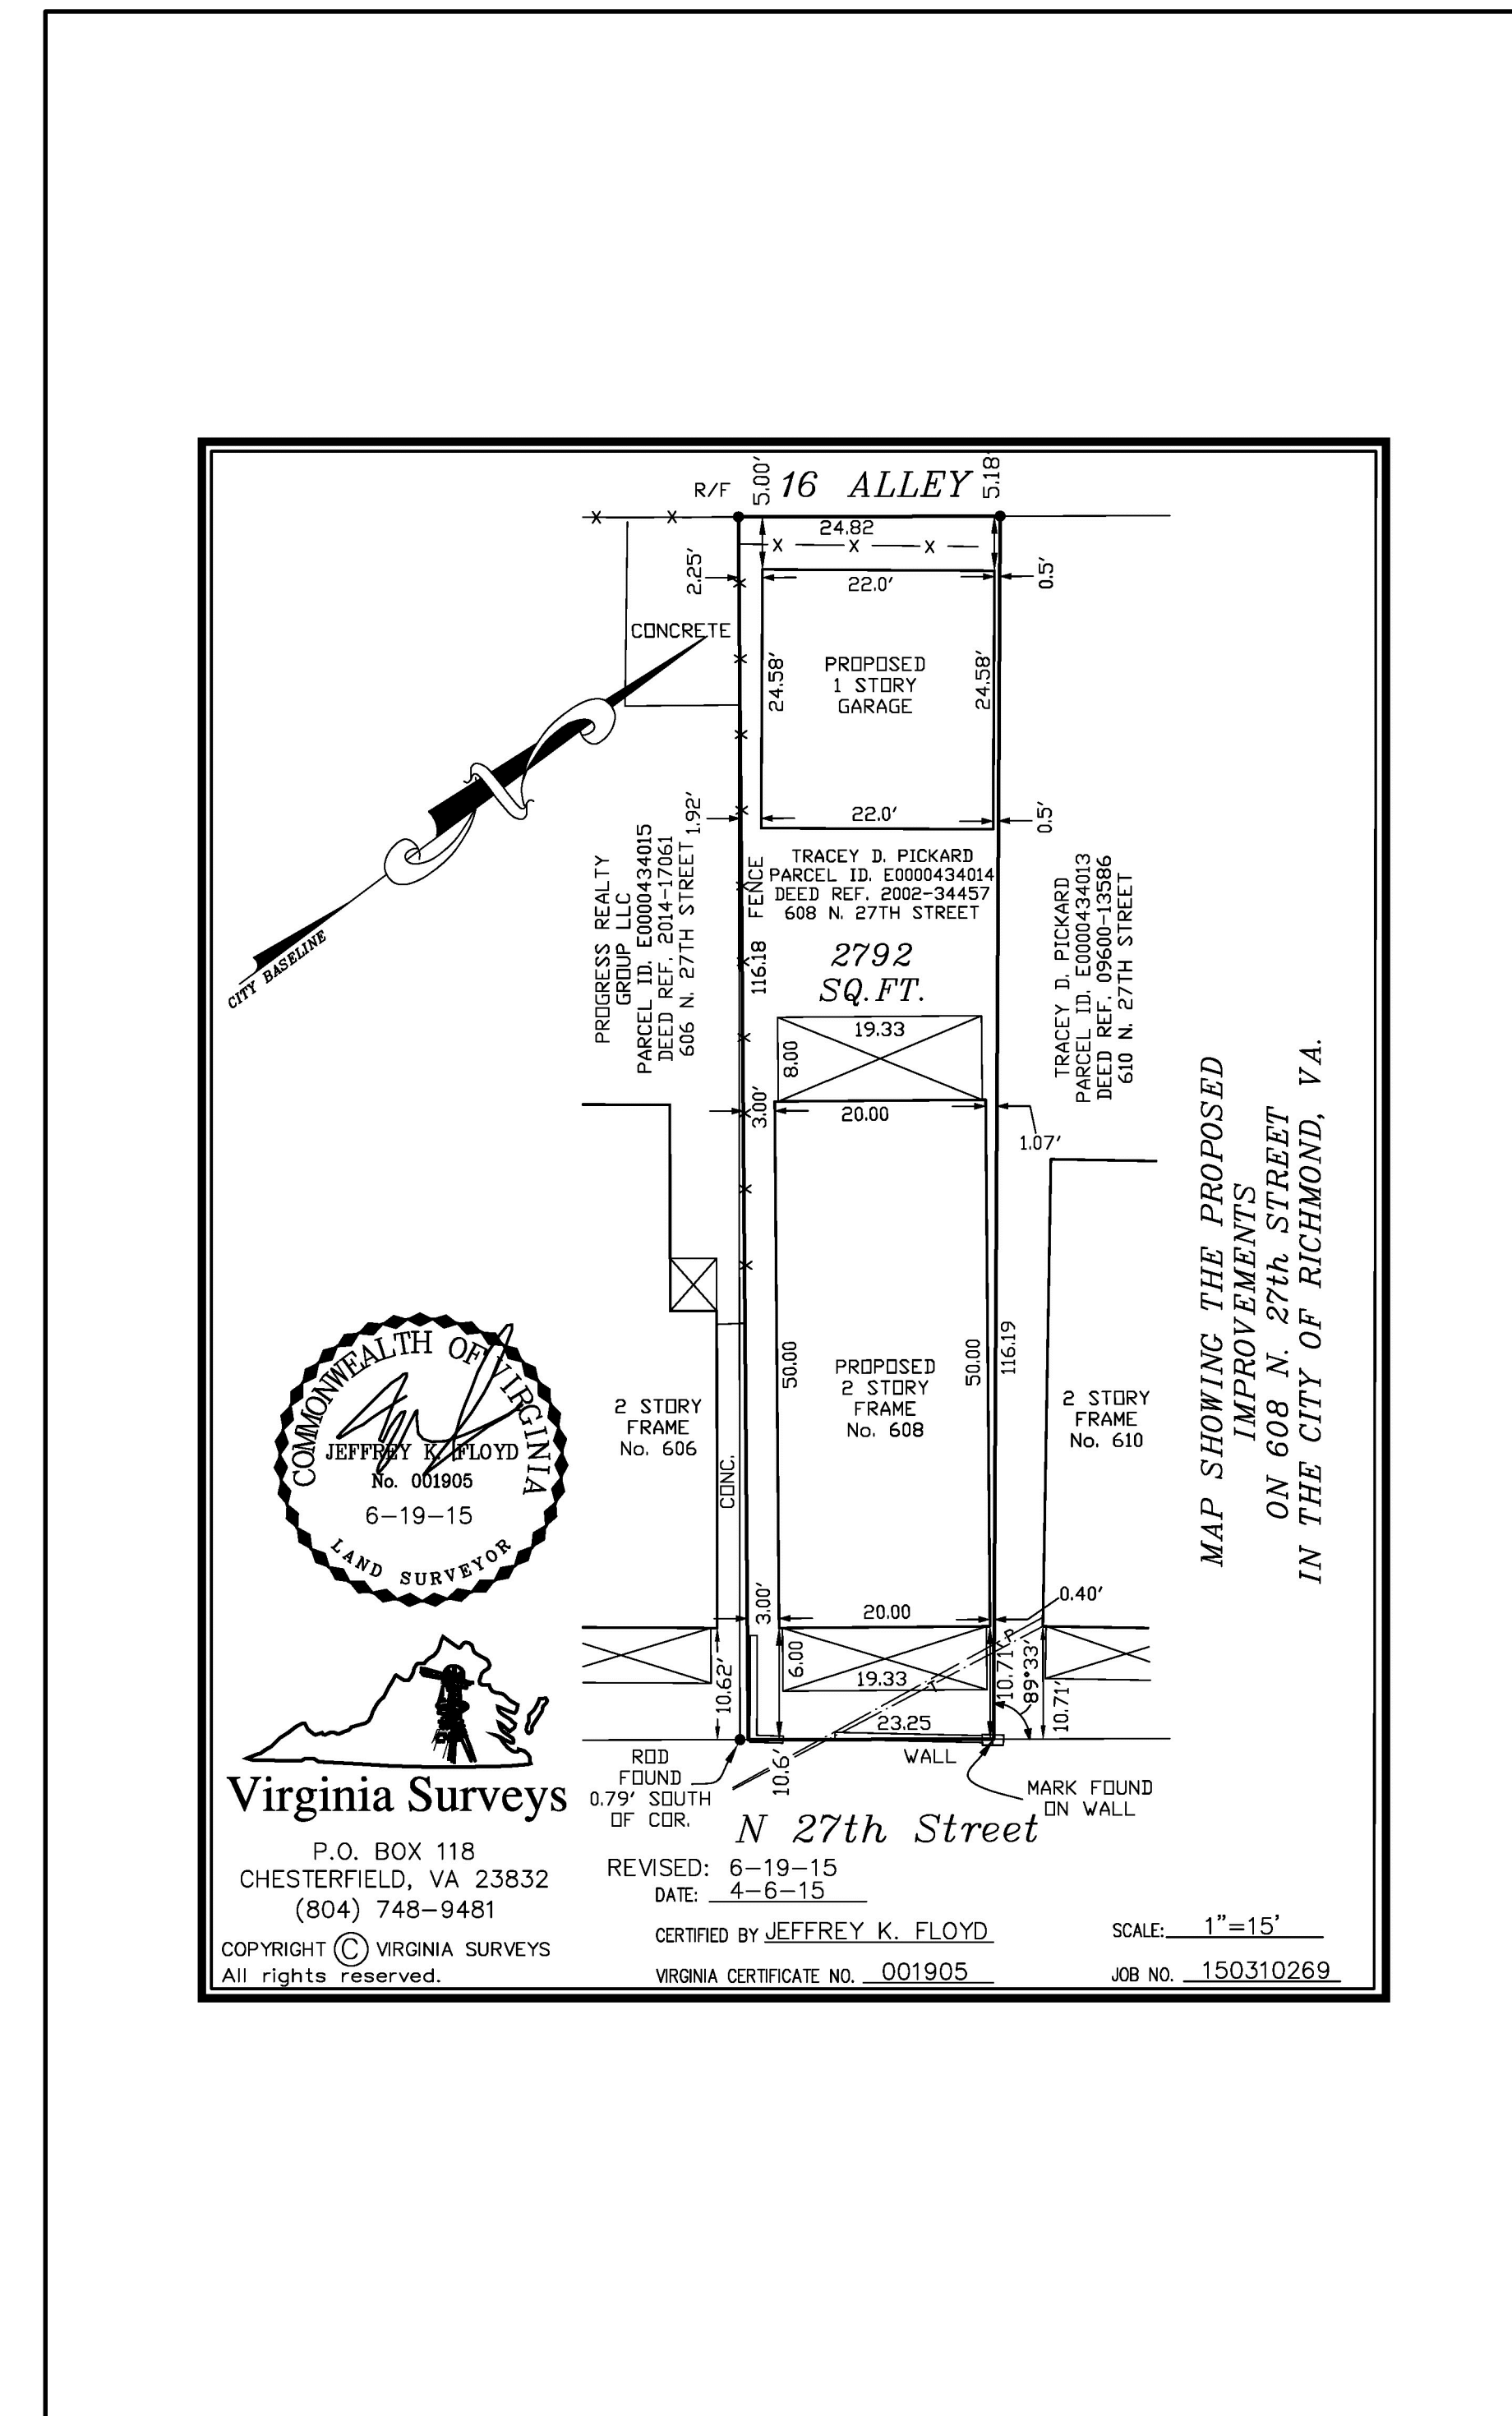 R/F
5.00'
16 ALLEY
5.18'
24.82
X X X X X
2.25'
22.0'
0.5'
CONCRETE
24.58'
PROPOSED
1 STORY
GARAGE
24.58'
1.92'
22.0'
0.5'
CITY BASELINE
PROGRESS REALTY
GROUP LLC
PARCEL ID. E0000434015
DEED REF. 2014-17061
606 N. 27TH STREET
FENCE
116.18
TRACEY D. PICKARD
PARCEL ID. E0000434014
DEED REF. 2002-34457
608 N. 27TH STREET
2792
SQ.FT.
TRACEY D. PICKARD
PARCEL ID. E0000434013
DEED REF. 09600-13586
610 N. 27TH STREET
19.33
8.00
3.00'
20.00
1.07'
MAP SHOWING THE PROPOSED
IMPROVEMENTS
ON 608 N. 27th STREET
IN THE CITY OF RICHMOND, VA.
50.00
PROPOSED
2 STORY
FRAME
No. 608
50.00
116.19
2 STORY
FRAME
No. 606
CONC.
2 STORY
FRAME
No. 610
COMMONWEALTH OF VIRGINIA
JEFFREY K. FLOYD
No. 001905
6-19-15
LAND SURVEYOR
3.00'
20.00
0.40'
10.62'
6.00
19.33
P
T
10.71'
89°33'
10.71'
23.25
10.6'
WALL
ROD
FOUND
0.79' SOUTH
OF COR.
MARK FOUND
ON WALL
N 27th Street
Virginia Surveys
P.O. BOX 118
CHESTERFIELD, VA 23832
(804) 748-9481
COPYRIGHT © VIRGINIA SURVEYS
All rights reserved.
REVISED: 6-19-15
DATE: 4-6-15
CERTIFIED BY JEFFREY K. FLOYD
VIRGINIA CERTIFICATE NO. 001905
SCALE: 1"=15'
JOB NO. 150310269